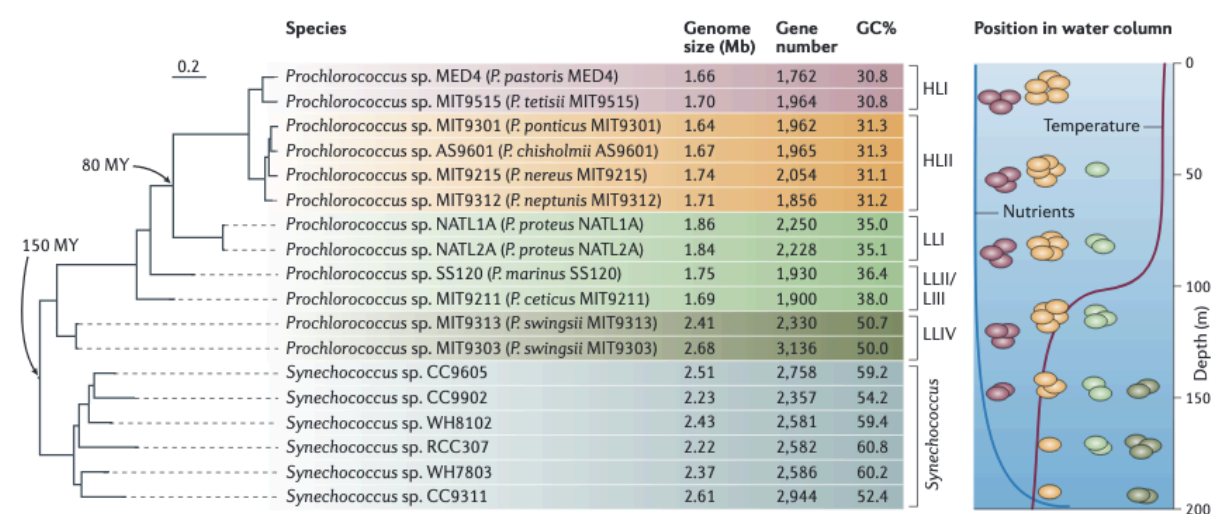 Species Genome size (Mb) Gene number GC% Position in water column
0.2
Prochlorococcus sp. MED4 (P. pastoris MED4) 1.66 1,762 30.8
Prochlorococcus sp. MIT9515 (P. tetisii MIT9515) 1.70 1,964 30.8
HLI
Prochlorococcus sp. MIT9301 (P. ponticus MIT9301) 1.64 1,962 31.3
Prochlorococcus sp. AS9601 (P. chisholmii AS9601) 1.67 1,965 31.3
Prochlorococcus sp. MIT9215 (P. nereus MIT9215) 1.74 2,054 31.1
Prochlorococcus sp. MIT9312 (P. neptunis MIT9312) 1.71 1,856 31.2
HLII
80 MY
Prochlorococcus sp. NATL1A (P. proteus NATL1A) 1.86 2,250 35.0
Prochlorococcus sp. NATL2A (P. proteus NATL2A) 1.84 2,228 35.1
LLI
150 MY
Prochlorococcus sp. SS120 (P. marinus SS120) 1.75 1,930 36.4
Prochlorococcus sp. MIT9211 (P. ceticus MIT9211) 1.69 1,900 38.0
LLII/
LIII
Prochlorococcus sp. MIT9313 (P. swingsii MIT9313) 2.41 2,330 50.7
Prochlorococcus sp. MIT9303 (P. swingsii MIT9303) 2.68 3,136 50.0
LLIV
Synechococcus sp. CC9605 2.51 2,758 59.2
Synechococcus sp. CC9902 2.23 2,357 54.2
Synechococcus sp. WH8102 2.43 2,581 59.4
Synechococcus sp. RCC307 2.22 2,582 60.8
Synechococcus sp. WH7803 2.37 2,586 60.2
Synechococcus sp. CC9311 2.61 2,944 52.4
Synechococcus
Temperature
Nutrients
0
50
100
150
200
Depth (m)